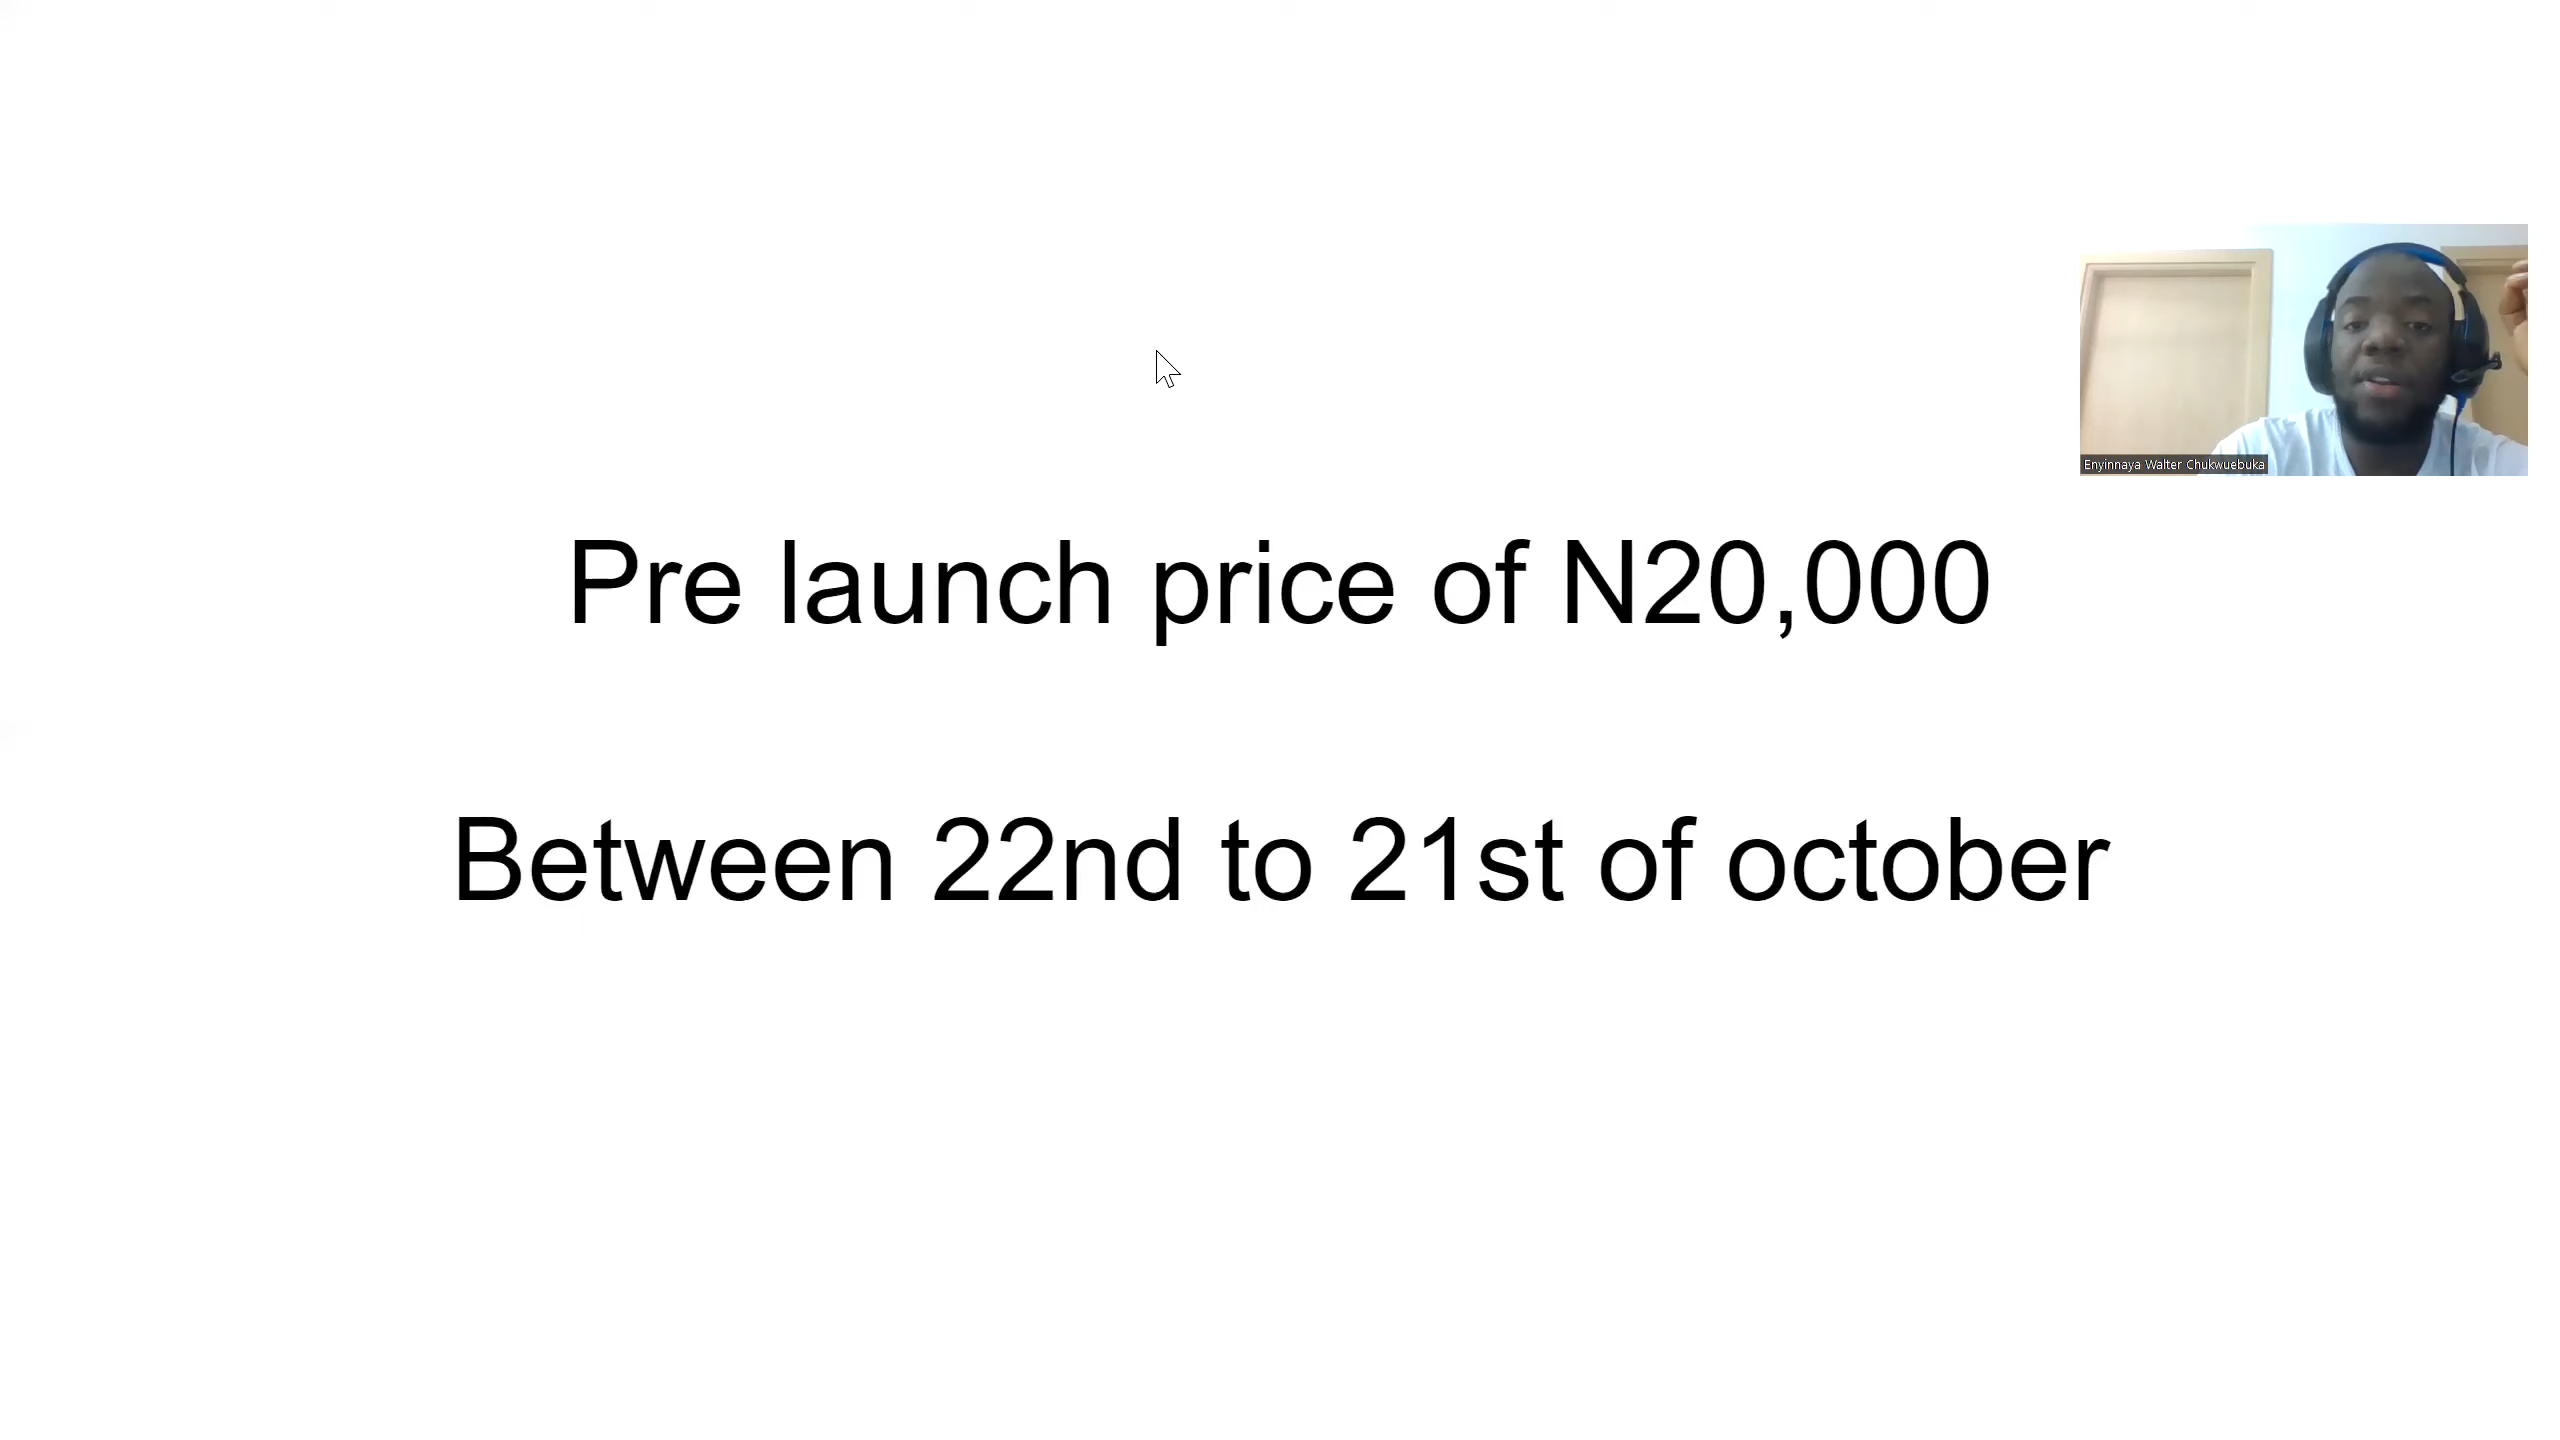 Enyinnaya Walter Chukwuebuka
Pre launch price of N20,000
Between 22nd to 21st of october